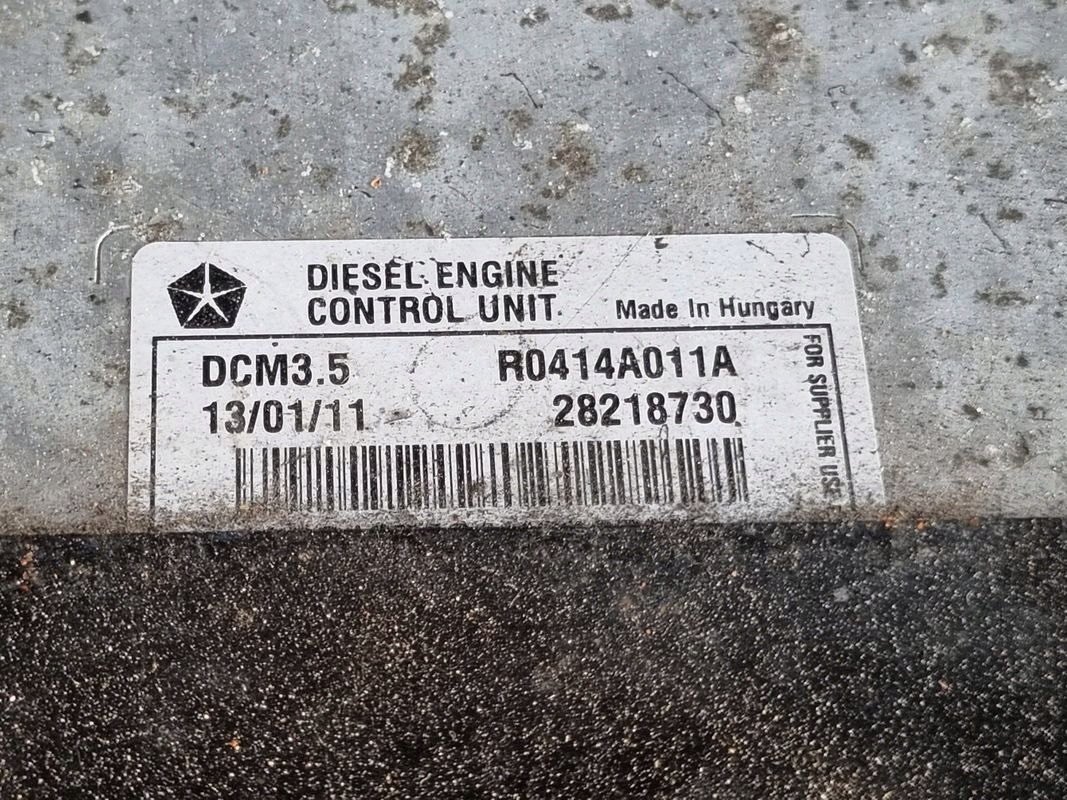 DIESEL ENGINE
CONTROL UNIT
Made In Hungary
DCM3.5
R0414A011A
13/01/11
28218730
FOR SUPPLIER USE